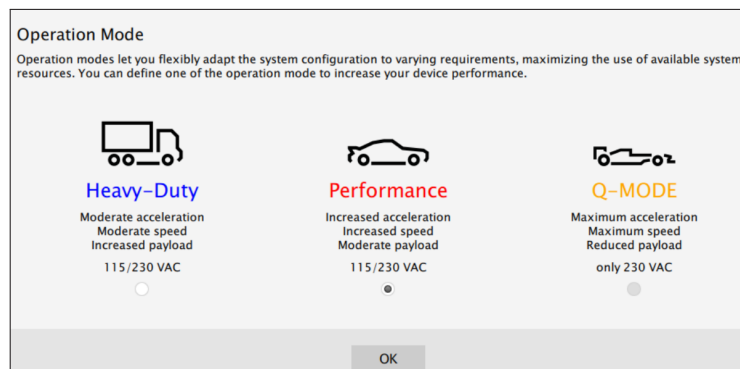 Operation Mode
Operation modes let you flexibly adapt the system configuration to varying requirements, maximizing the use of available system
resources. You can define one of the operation mode to increase your device performance.
Heavy-Duty
Moderate acceleration
Moderate speed
Increased payload
115/230 VAC
Performance
Increased acceleration
Increased speed
Moderate payload
115/230 VAC
Q-MODE
Maximum acceleration
Maximum speed
Reduced payload
only 230 VAC
OK